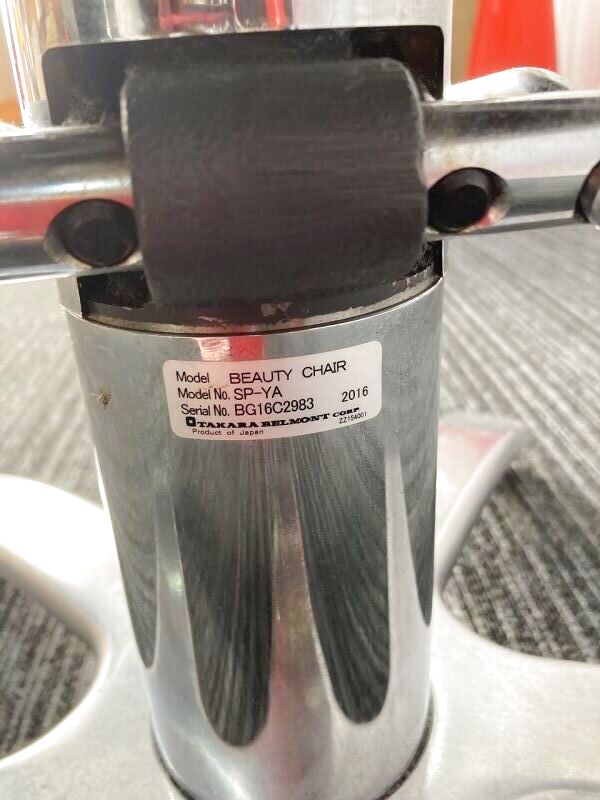 Model BEAUTY CHAIR
Model No. SP-YA
Serial No. BG16C2983 2016
TAKARA BELMONT CORP
Product of Japan ZZ154001